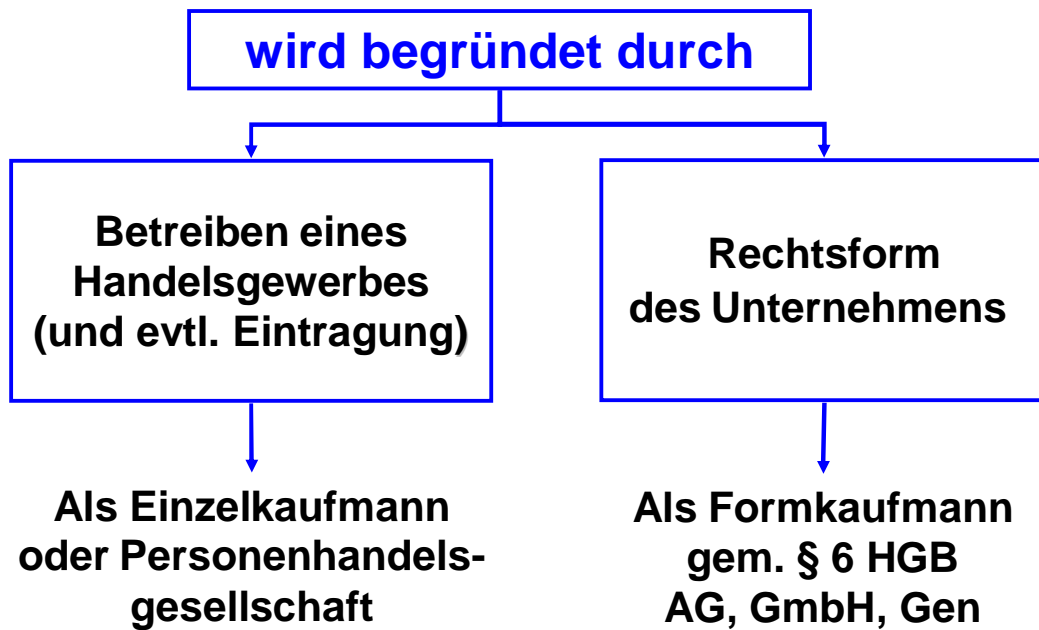 wird begründet durch
Betreiben eines
Handelsgewerbes
(und evtl. Eintragung)
Rechtsform
des Unternehmens
Als Einzelkaufmann
oder Personenhandels-
gesellschaft
Als Formkaufmann
gem. § 6 HGB
AG, GmbH, Gen